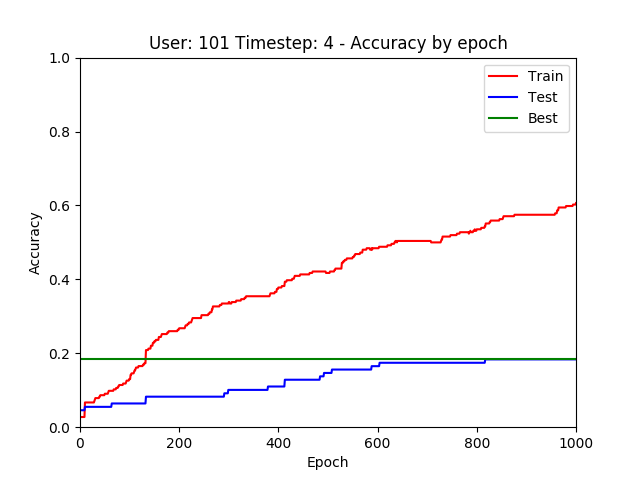 User: 101 Timestep: 4 - Accuracy by epoch
1.0
0.8
0.6
0.4
0.2
0.0
Accuracy
Train
Test
Best
0 200 400 600 800 1000
Epoch